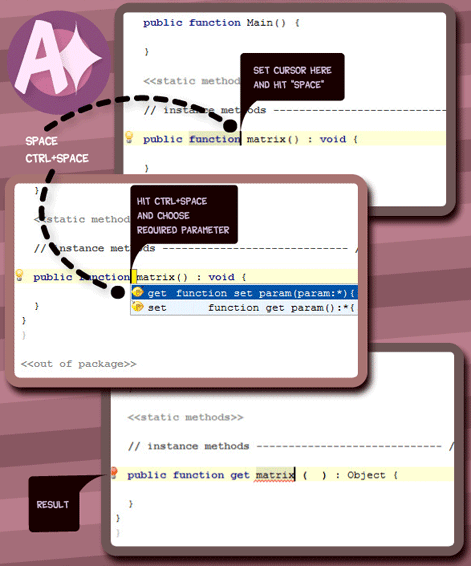 public function Main() {
}
<<static methods
// instance methods ----------------------
public function matrix() : void {
}
SET CURSOR HERE
AND HIT "SPACE"
A
SPACE
CTRL+SPACE
}
<<static method
// instance methods ---------------------------- /
public function matrix() : void {
get function set param(param:*){
set function get param():*{
}
}
}
<<out of package>>
HIT CTRL+SPACE
AND CHOOSE
REQUIRED PARAMETER
<<static methods>>
// instance methods ---------------------------- /
public function get matrix ( ) : Object {
}
}
}
RESULT